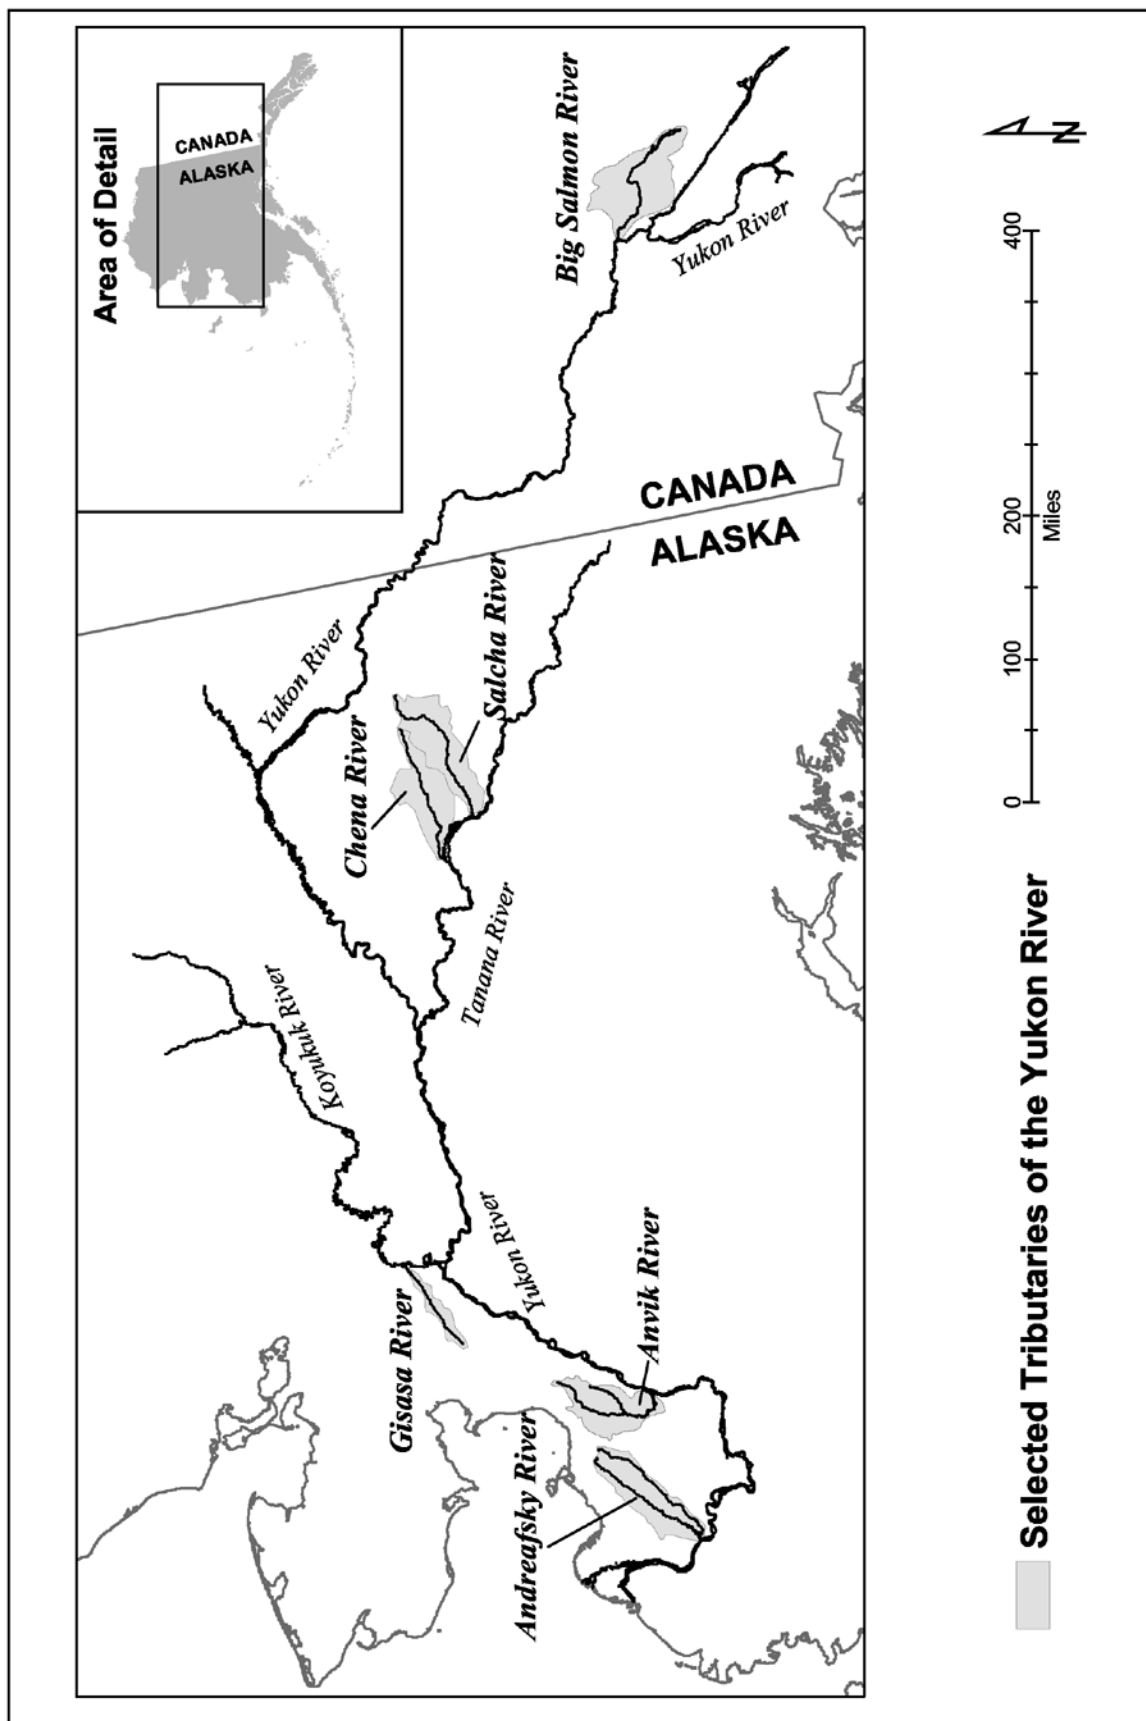 Area of Detail
CANADA
ALASKA
Big Salmon River
Yukon River
CANADA
ALASKA
Yukon River
Salcha River
Chena River
Tanana River
Koyukuk River
Yukon River
Gisasa River
Anvik River
Andreafsky River
N
0
100
200
400
Miles
Selected Tributaries of the Yukon River